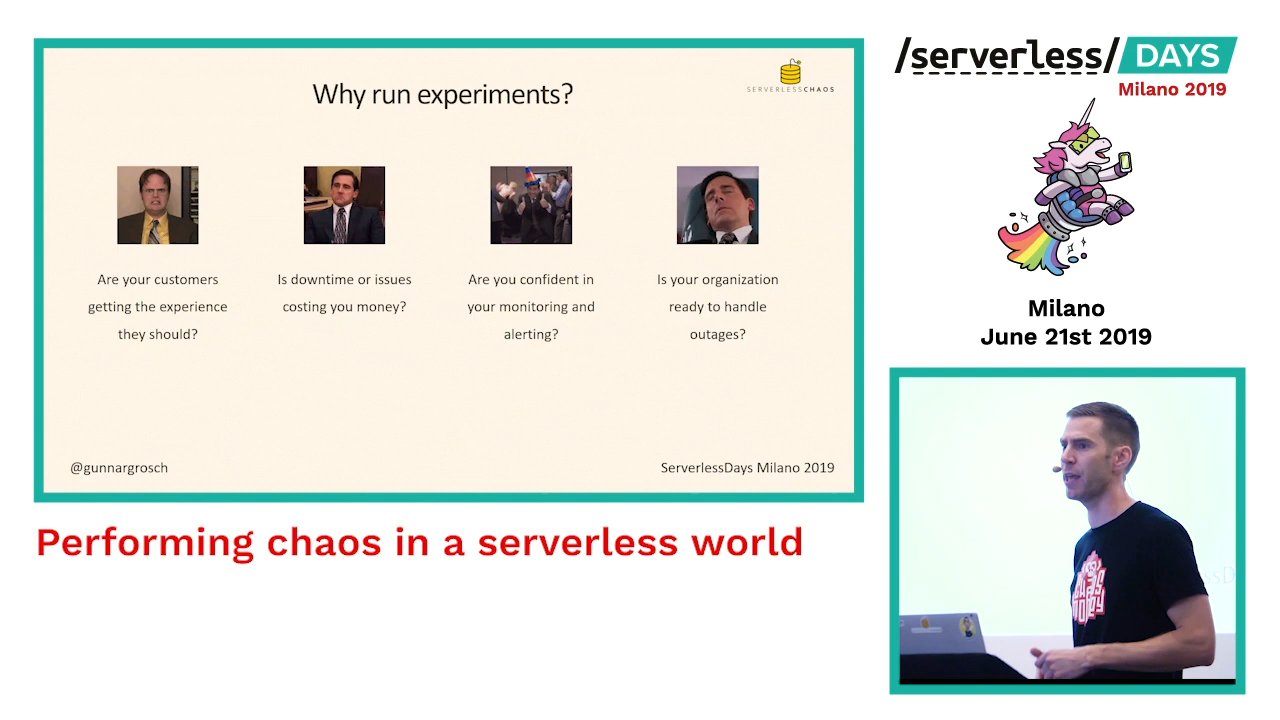 Why run experiments?
SERVERLESSCHAOS
Are your customers
getting the experience
they should?
Is downtime or issues
costing you money?
Are you confident in
your monitoring and
alerting?
Is your organization
ready to handle
outages?
@gunnargrosch
ServerlessDays Milano 2019
Performing chaos in a serverless world
/serverless/DAYS
Milano 2019
Milano
June 21st 2019